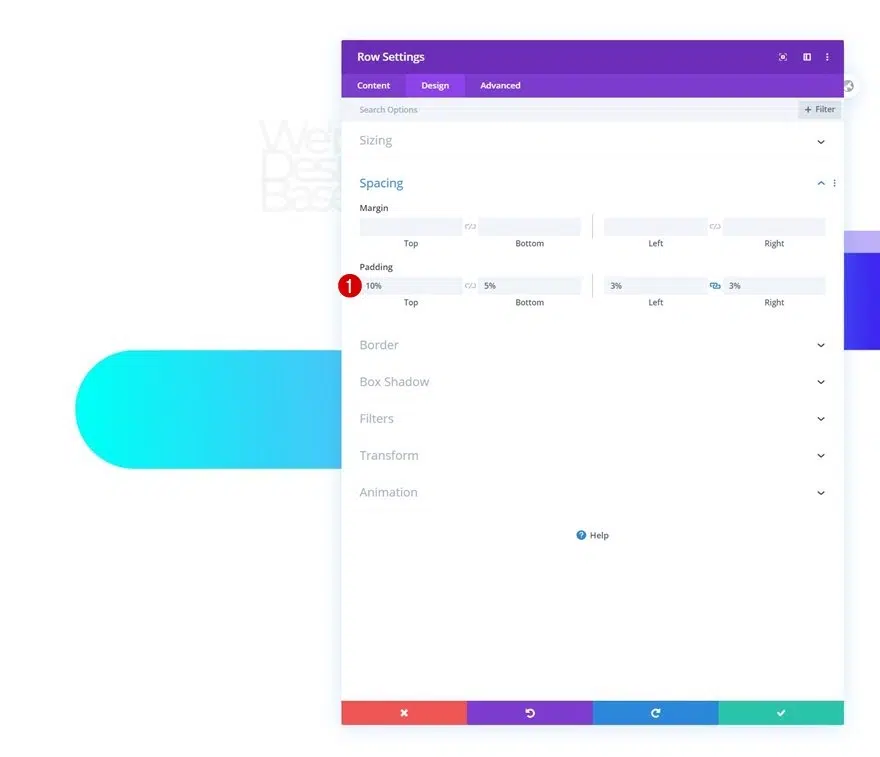 Row Settings
Content Design Advanced
Search Options + Filter
Sizing
Spacing
Margin
Top Bottom Left Right
Padding
1 10% 5% 3% 3%
Top Bottom Left Right
Border
Box Shadow
Filters
Transform
Animation
? Help